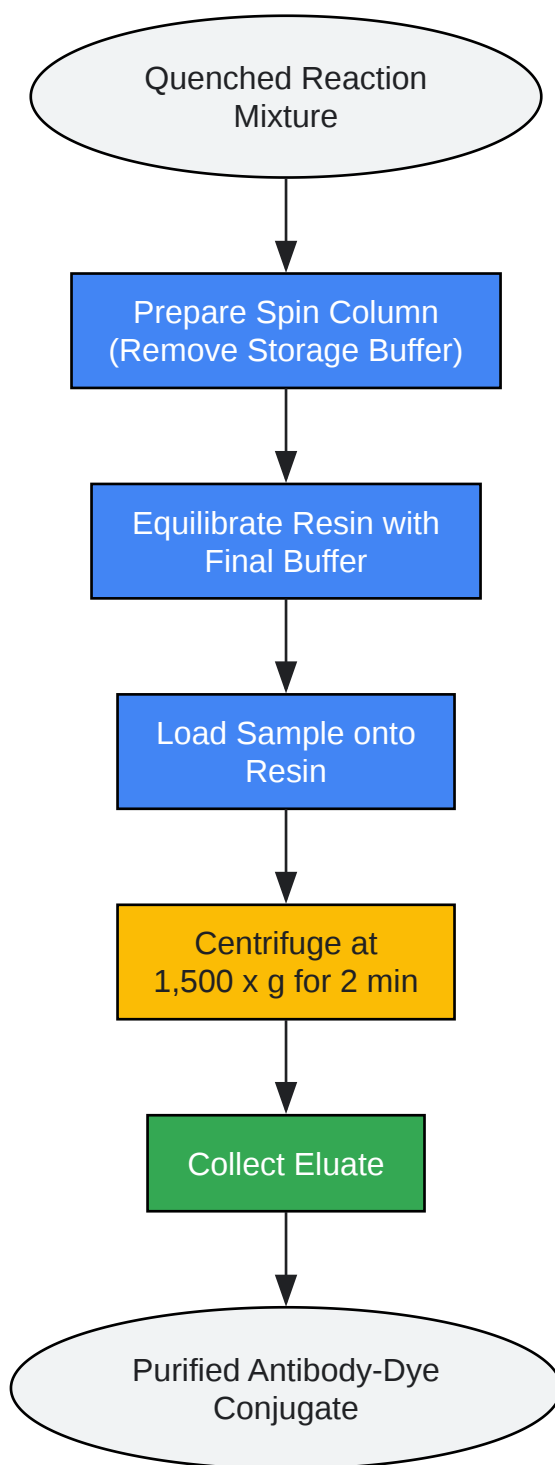 Quenched Reaction
Mixture
Prepare Spin Column
(Remove Storage Buffer)
Equilibrate Resin with
Final Buffer
Load Sample onto
Resin
Centrifuge at
1,500 x g for 2 min
Collect Eluate
Purified Antibody-Dye
Conjugate